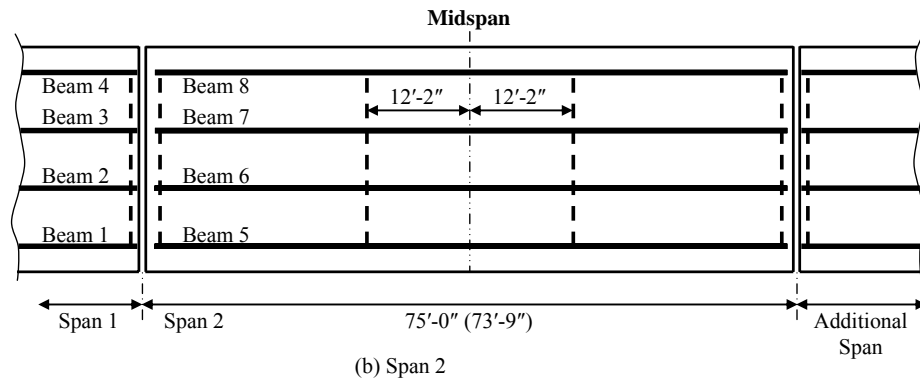 Midspan
Beam 4 Beam 8
12′-2″ 12′-2″
Beam 3 Beam 7
Beam 2 Beam 6
Beam 1 Beam 5
Span 1 Span 2 75′-0″ (73′-9″) Additional
Span
(b) Span 2